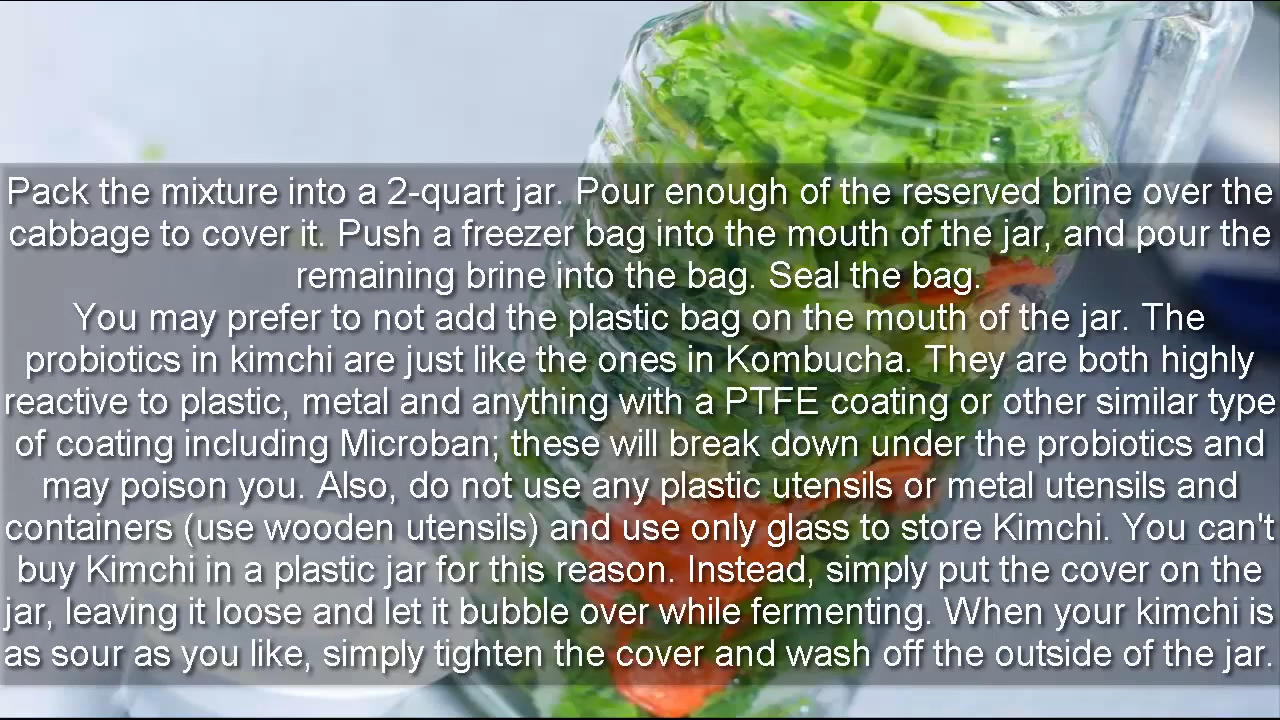 Pack the mixture into a 2-quart jar. Pour enough of the reserved brine over the
cabbage to cover it. Push a freezer bag into the mouth of the jar, and pour the
remaining brine into the bag. Seal the bag.
You may prefer to not add the plastic bag on the mouth of the jar. The
probiotics in kimchi are just like the ones in Kombucha. They are both highly
reactive to plastic, metal and anything with a PTFE coating or other similar type
of coating including Microban; these will break down under the probiotics and
may poison you. Also, do not use any plastic utensils or metal utensils and
containers (use wooden utensils) and use only glass to store Kimchi. You can't
buy Kimchi in a plastic jar for this reason. Instead, simply put the cover on the
jar, leaving it loose and let it bubble over while fermenting. When your kimchi is
as sour as you like, simply tighten the cover and wash off the outside of the jar.